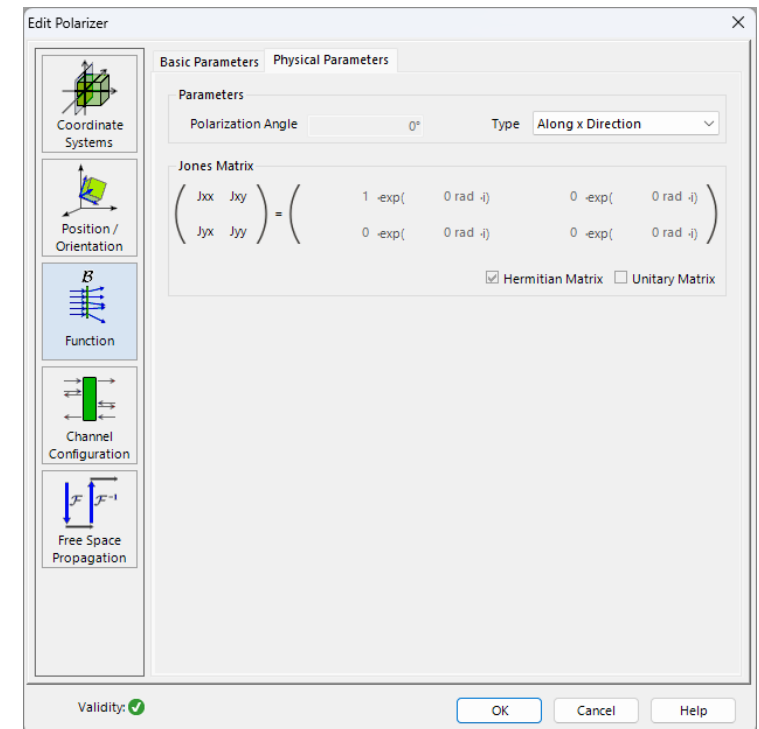 Edit Polarizer
Coordinate
Systems
Position /
Orientation
B
Function
Channel
Configuration
F F⁻¹
Free Space
Propagation
Basic Parameters Physical Parameters
Parameters
Polarization Angle 0° Type Along x Direction
Jones Matrix
( Jxx Jxy ) = ( 1 ·exp( 0 rad ·i) 0 ·exp( 0 rad ·i) )
( Jyx Jyy ) ( 0 ·exp( 0 rad ·i) 0 ·exp( 0 rad ·i) )
Hermitian Matrix Unitary Matrix
Validity:
OK Cancel Help